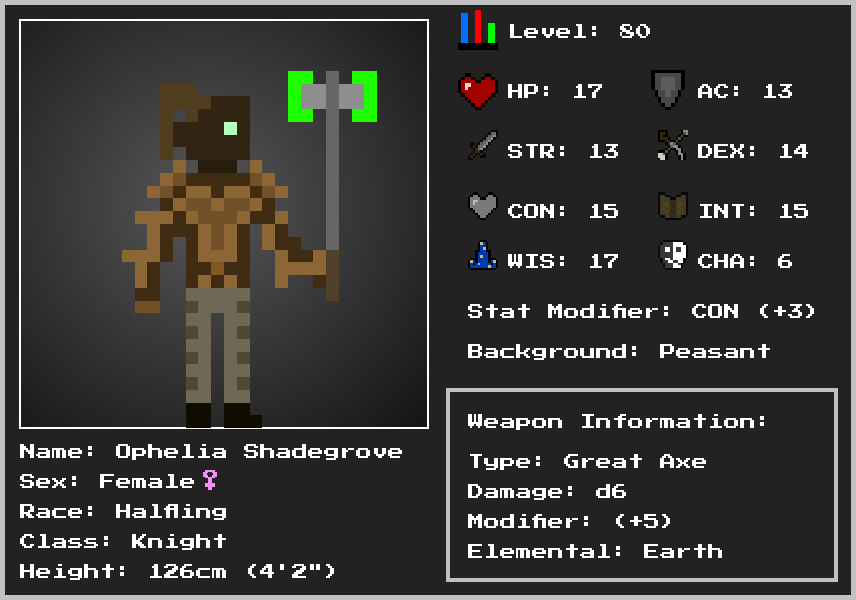 Level: 80
HP: 17
AC: 13
STR: 13
DEX: 14
CON: 15
INT: 15
WIS: 17
CHA: 6
Stat Modifier: CON (+3)
Background: Peasant
Weapon Information:
Type: Great Axe
Damage: d6
Modifier: (+5)
Elemental: Earth
Name: Ophelia Shadegrove
Sex: Female♀
Race: Halfling
Class: Knight
Height: 126cm (4'2")